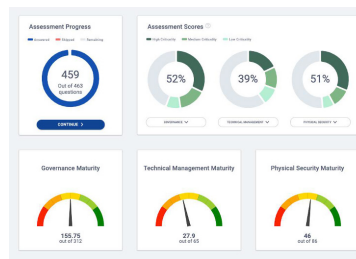 Assessment Progress
Answered Skipped Remaining
459
Out of 463
questions
CONTINUE >
Assessment Scores
High Criticality Medium Criticality Low Criticality
52%
39%
51%
GOVERNANCE
TECHNICAL MANAGEMENT
PHYSICAL SECURITY
Governance Maturity
155.75
out of 312
Technical Management Maturity
27.9
out of 65
Physical Security Maturity
46
out of 86